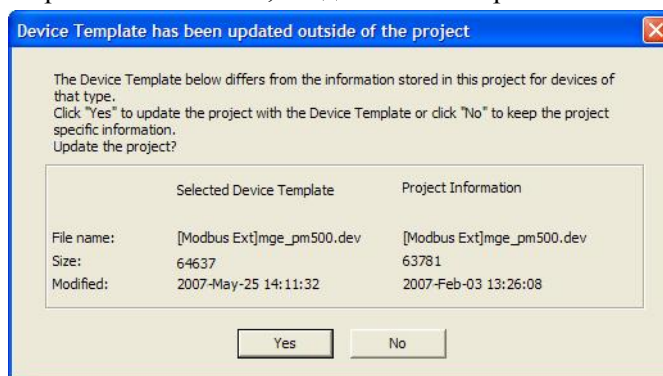 Device Template has been updated outside of the project
The Device Template below differs from the information stored in this project for devices of
that type.
Click "Yes" to update the project with the Device Template or click "No" to keep the project
specific information.
Update the project?
Selected Device Template Project Information
File name: [Modbus Ext]mge_pm500.dev [Modbus Ext]mge_pm500.dev
Size: 64637 63781
Modified: 2007-May-25 14:11:32 2007-Feb-03 13:26:08
Yes No